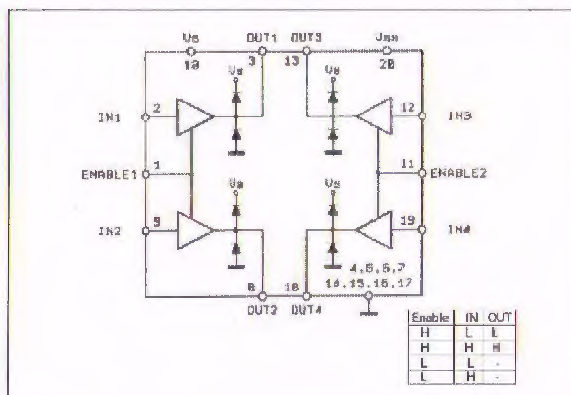 Vs OUT1 OUT3 Vss
10 3 13 20
Vs Vs
IN1 2 12 IN3
ENABLE1 1 11 ENABLE2
Vs Vs
IN2 9 19 IN4
4,5,6,7
14,15,16,17
8 18
OUT2 OUT4
Enable IN OUT
H L L
H H H
L L -
L H -